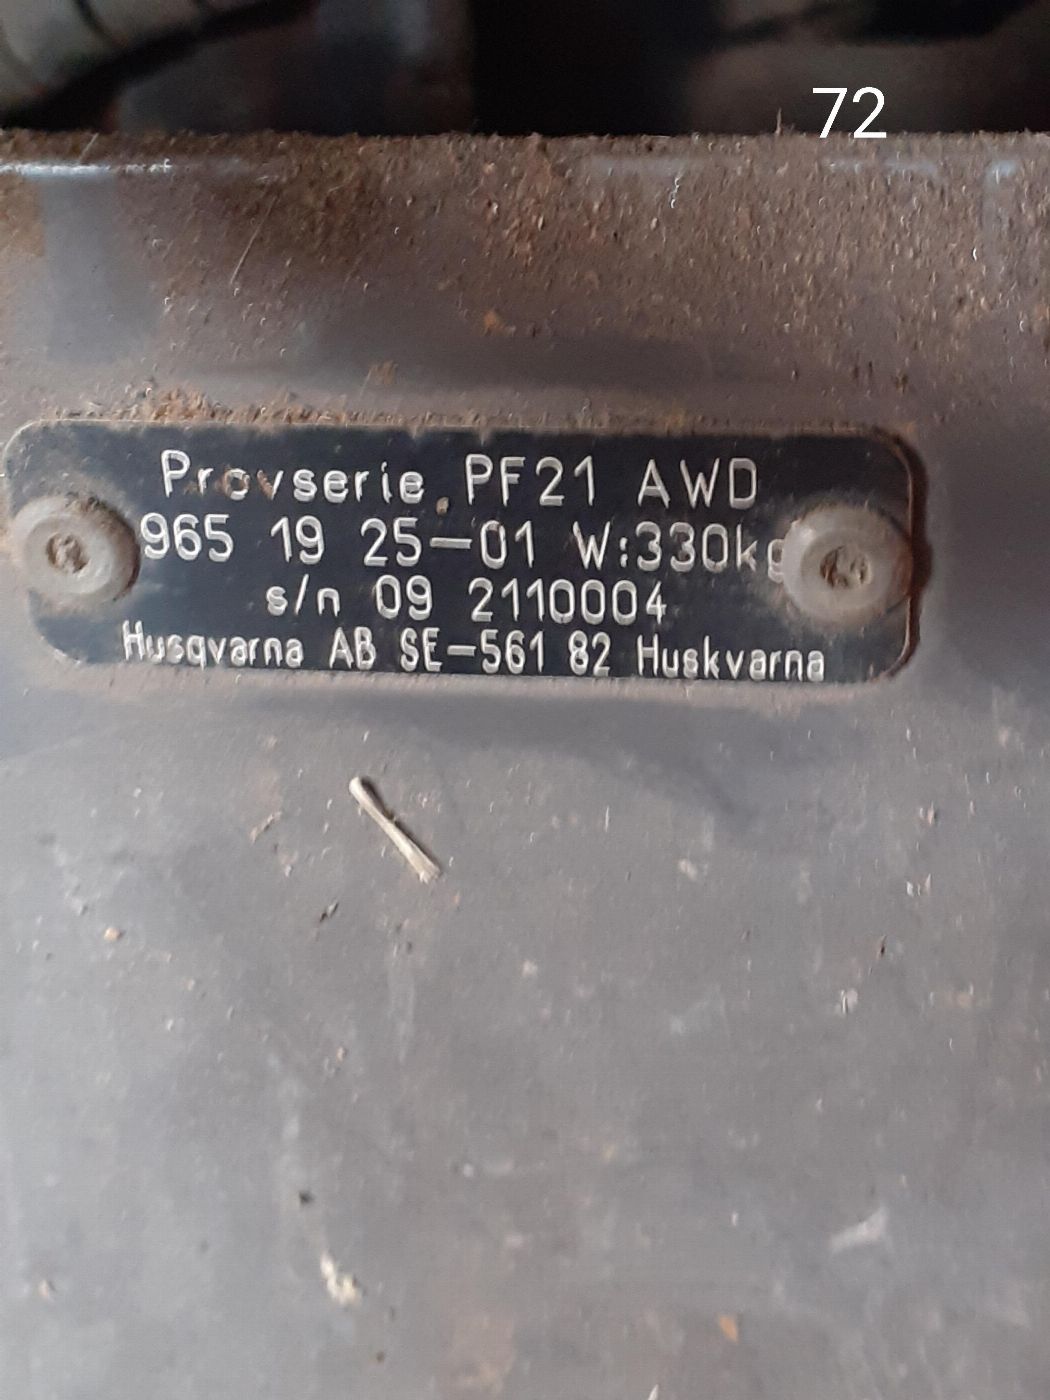 72
Provserie PF21 AWD
965 19 25-01 W:330kg
s/n 09 2110004
Husqvarna AB SE-561 82 Huskvarna